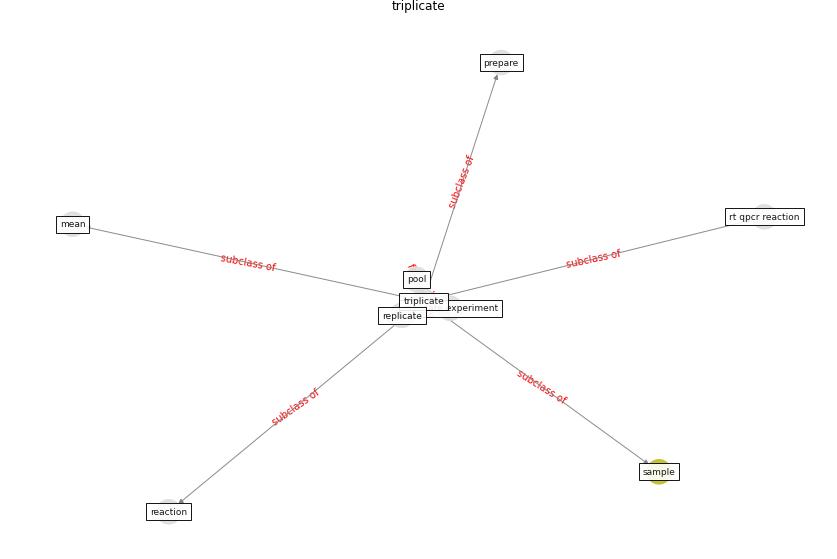 triplicate
prepare
subclass of
rt qpcr reaction
mean
subclass of
subclass of
pool
triplicate
experiment
replicate
subclass of
subclass of
sample
reaction